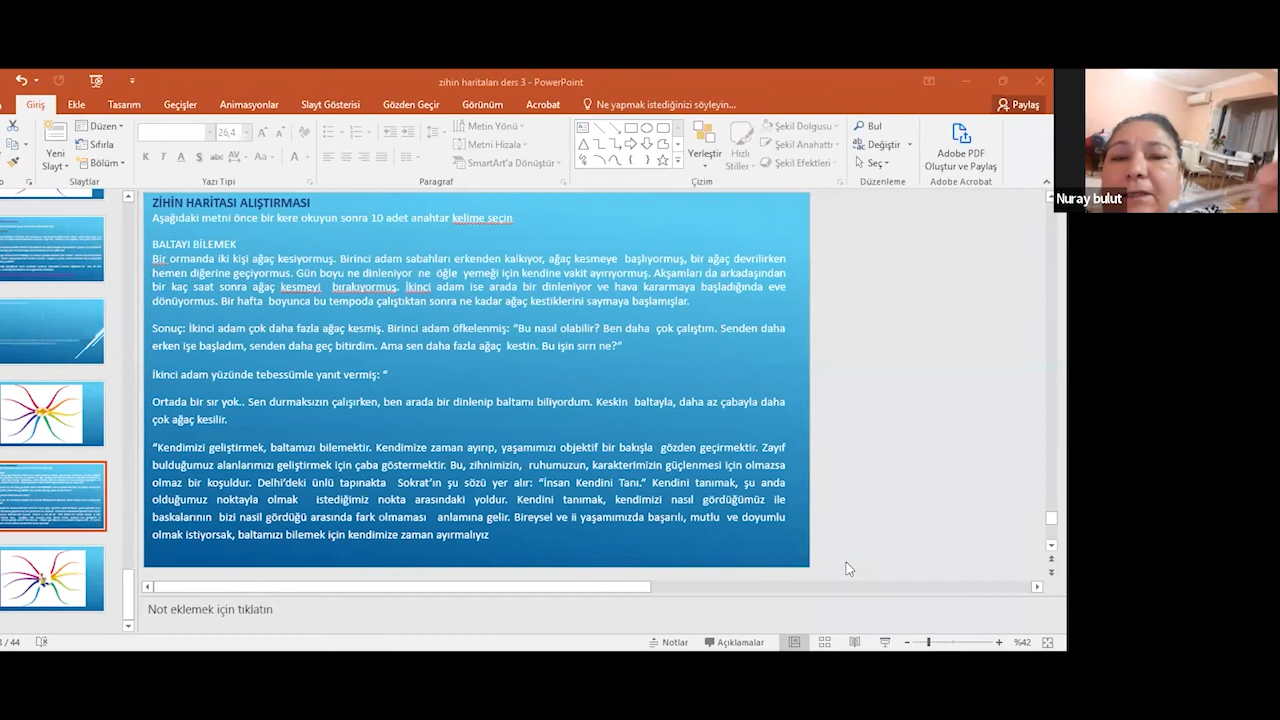 zihin haritaları ders 3 - PowerPoint
Giriş Ekle Tasarım Geçişler Animasyonlar Slayt Gösterisi Gözden Geçir Görünüm Acrobat Ne yapmak istediğinizi söyleyin... Paylaş
Yeni
Slayt
Düzen
Sıfırla
Bölüm
Slaytlar
26,4
K T A S abc AV Aa A
Yazı Tipi
Metin Yönü
Metni Hizala
SmartArt'a Dönüştür
Paragraf
Yerleştir
Hızlı
Stiller
Şekil Dolgusu
Şekil Anahattı
Şekil Efektleri
Çizim
Bul
Değiştir
Seç
Düzenleme
Adobe PDF
Oluştur ve Paylaş
Adobe Acrobat
Nuray bulut
ZİHİN HARİTASI ALIŞTIRMASI
Aşağıdaki metni önce bir kere okuyun sonra 10 adet anahtar kelime seçin
BALTAYI BİLEMEK
Bir ormanda iki kişi ağaç kesiyormuş. Birinci adam sabahları erkenden kalkıyor, ağaç kesmeye başlıyormuş, bir ağaç devrilirken
hemen diğerine geçiyormuş. Gün boyu ne dinleniyor ne öğle yemeği için kendine vakit ayırıyormuş. Akşamları da arkadaşından
bir kaç saat sonra ağaç kesmeyi bırakıyormuş. İkinci adam ise arada bir dinleniyor ve hava kararmaya başladığında eve
dönüyormuş. Bir hafta boyunca bu tempoda çalıştıktan sonra ne kadar ağaç kestiklerini saymaya başlamışlar.
Sonuç: İkinci adam çok daha fazla ağaç kesmiş. Birinci adam öfkelenmiş: "Bu nasıl olabilir? Ben daha çok çalıştım. Senden daha
erken işe başladım, senden daha geç bitirdim. Ama sen daha fazla ağaç kestin. Bu işin sırrı ne?"
İkinci adam yüzünde tebessümle yanıt vermiş: "
Ortada bir sır yok.. Sen durmaksızın çalışırken, ben arada bir dinlenip baltamı biliyordum. Keskin baltayla, daha az çabayla daha
çok ağaç kesilir.
"Kendimizi geliştirmek, baltamızı bilemektir. Kendimize zaman ayırıp, yaşamımızı objektif bir bakışla gözden geçirmektir. Zayıf
bulduğumuz alanlarımızı geliştirmek için çaba göstermektir. Bu, zihnimizin, ruhumuzun, karakterimizin güçlenmesi için olmazsa
olmaz bir koşuldur. Delhi'deki ünlü tapınakta Sokrat'ın şu sözü yer alır: "İnsan Kendini Tanı." Kendini tanımak, şu anda
olduğumuz noktayla olmak istediğimiz nokta arasındaki yoldur. Kendini tanımak, kendimizi nasıl gördüğümüz ile
baskalarının bizi nasil gördüğü arasında fark olmaması anlamına gelir. Bireysel ve ii yaşamımızda başarılı, mutlu ve doyumlu
olmak istiyorsak, baltamızı bilemek için kendimize zaman ayırmalıyız
Not eklemek için tıklatın
/ 44
Notlar Açıklamalar %42